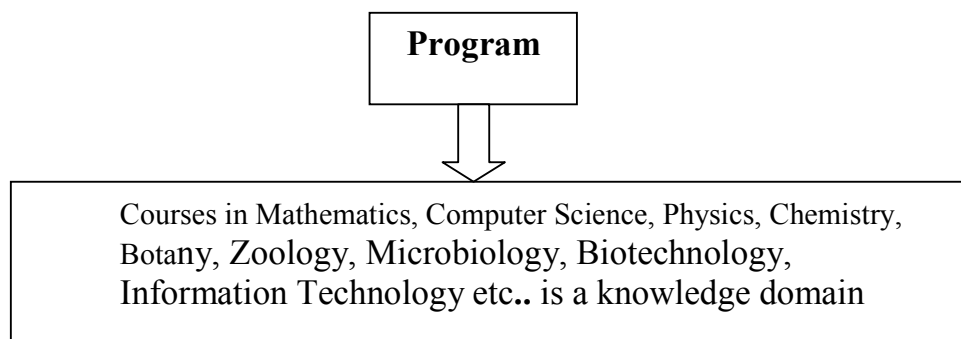 Program
Courses in Mathematics, Computer Science, Physics, Chemistry,
Botany, Zoology, Microbiology, Biotechnology,
Information Technology etc.. is a knowledge domain